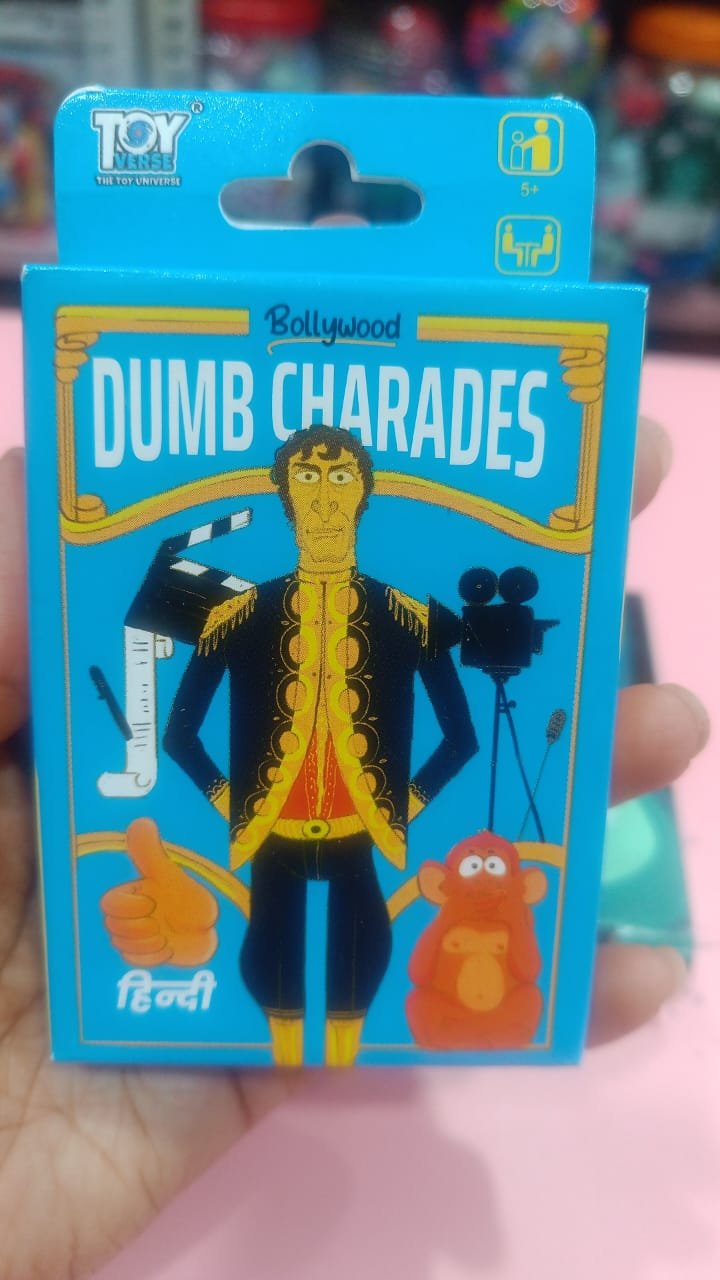 TOY
VERSE
®
THE TOY UNIVERSE
5+
Bollywood
DUMB CHARADES
हिन्दी